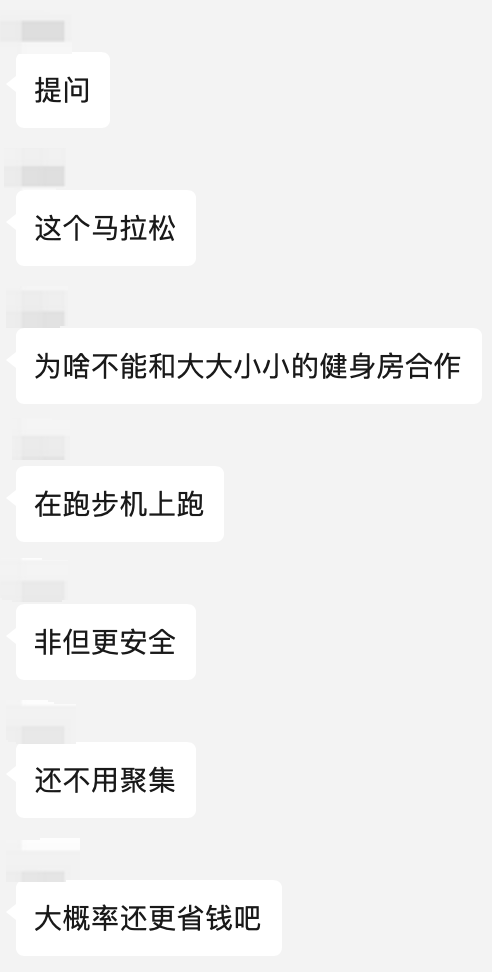 提问
这个马拉松
为啥不能和大大小小的健身房合作
在跑步机上跑
非但更安全
还不用聚集
大概率还更省钱吧